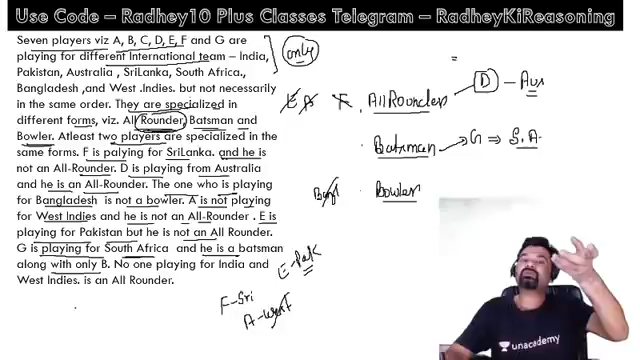 Use Code – Radhey10 Plus Classes Telegram – RadheyKiReasoning
Seven players viz A, B, C, D, E, F and G are
playing for different International team – India,
Pakistan, Australia , SriLanka, South Africa.,
Bangladesh ,and West .Indies. but not necessarily
in the same order. They are specialized in
different forms, viz. All Rounder, Batsman and
Bowler. Atleast two players are specialized in the
same forms. F is palying for SriLanka. and he is
not an All-Rounder. D is playing from Australia
and he is an All-Rounder. The one who is playing
for Bangladesh is not a bowler. A is not playing
for West Indies and he is not an All-Rounder . E is
playing for Pakistan but he is not an All Rounder.
G is playing for South Africa and he is a batsman
along with only B. No one playing for India and
West Indies. is an All Rounder.
only
E A F All Rounder D – Aus
Batsman G ⇒ S.A.
Bowler
E – Pak
F – Sri
A – West
unacademy